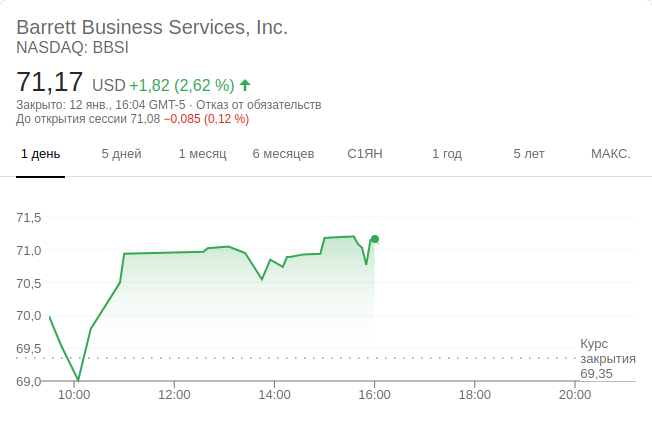 Barrett Business Services, Inc.
NASDAQ: BBSI
71,17 USD +1,82 (2,62 %)
Закрыто: 12 янв., 16:04 GMT-5 · Отказ от обязательств
До открытия сессии 71,08 −0,085 (0,12 %)
1 день 5 дней 1 месяц 6 месяцев С1ЯН 1 год 5 лет МАКС.
71,5
71,0
70,5
70,0
69,5
69,0
Курс
закрытия
69,35
10:00 12:00 14:00 16:00 18:00 20:00